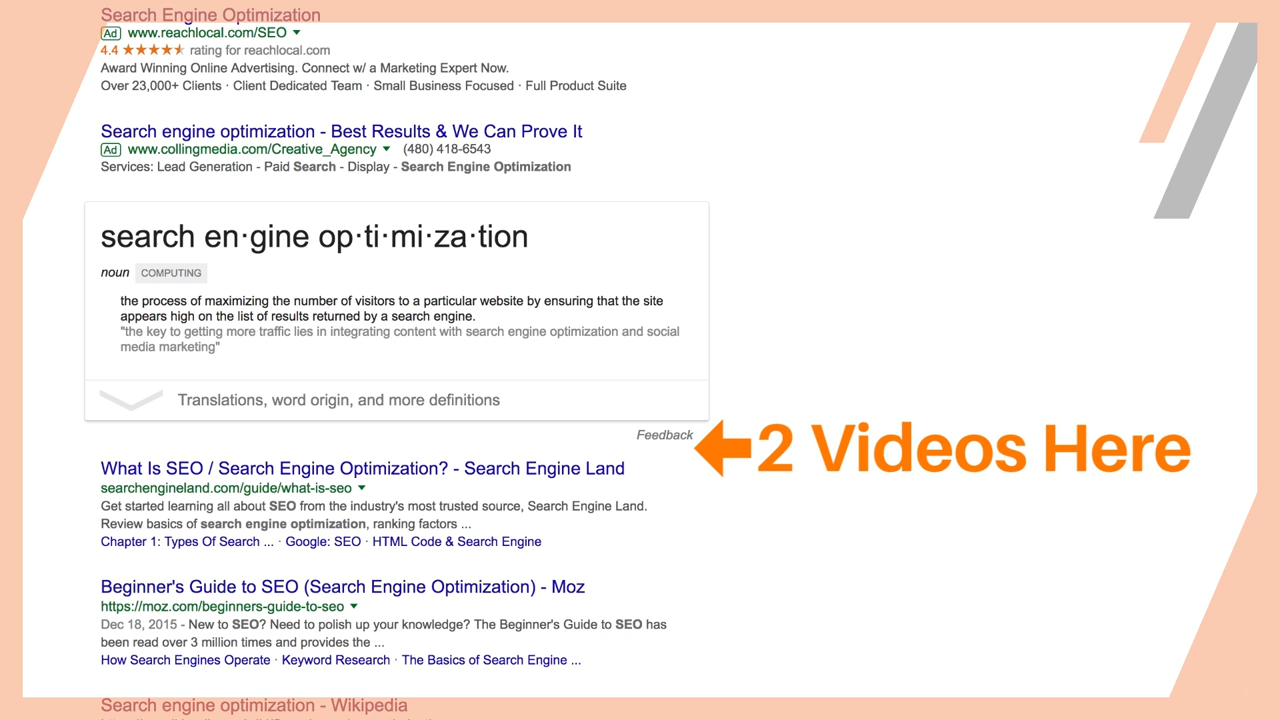 Search Engine Optimization
Ad www.reachlocal.com/SEO
4.4 rating for reachlocal.com
Award Winning Online Advertising. Connect w/ a Marketing Expert Now.
Over 23,000+ Clients · Client Dedicated Team · Small Business Focused · Full Product Suite
Search engine optimization - Best Results & We Can Prove It
Ad www.collingmedia.com/Creative_Agency (480) 418-6543
Services: Lead Generation - Paid Search - Display - Search Engine Optimization
search en·gine op·ti·mi·za·tion
noun COMPUTING
the process of maximizing the number of visitors to a particular website by ensuring that the site
appears high on the list of results returned by a search engine.
"the key to getting more traffic lies in integrating content with search engine optimization and social
media marketing"
Translations, word origin, and more definitions
Feedback
2 Videos Here
What Is SEO / Search Engine Optimization? - Search Engine Land
searchengineland.com/guide/what-is-seo
Get started learning all about SEO from the industry's most trusted source, Search Engine Land.
Review basics of search engine optimization, ranking factors ...
Chapter 1: Types Of Search ... · Google: SEO · HTML Code & Search Engine
Beginner's Guide to SEO (Search Engine Optimization) - Moz
https://moz.com/beginners-guide-to-seo
Dec 18, 2015 - New to SEO? Need to polish up your knowledge? The Beginner's Guide to SEO has
been read over 3 million times and provides the ...
How Search Engines Operate · Keyword Research · The Basics of Search Engine ...
Search engine optimization - Wikipedia